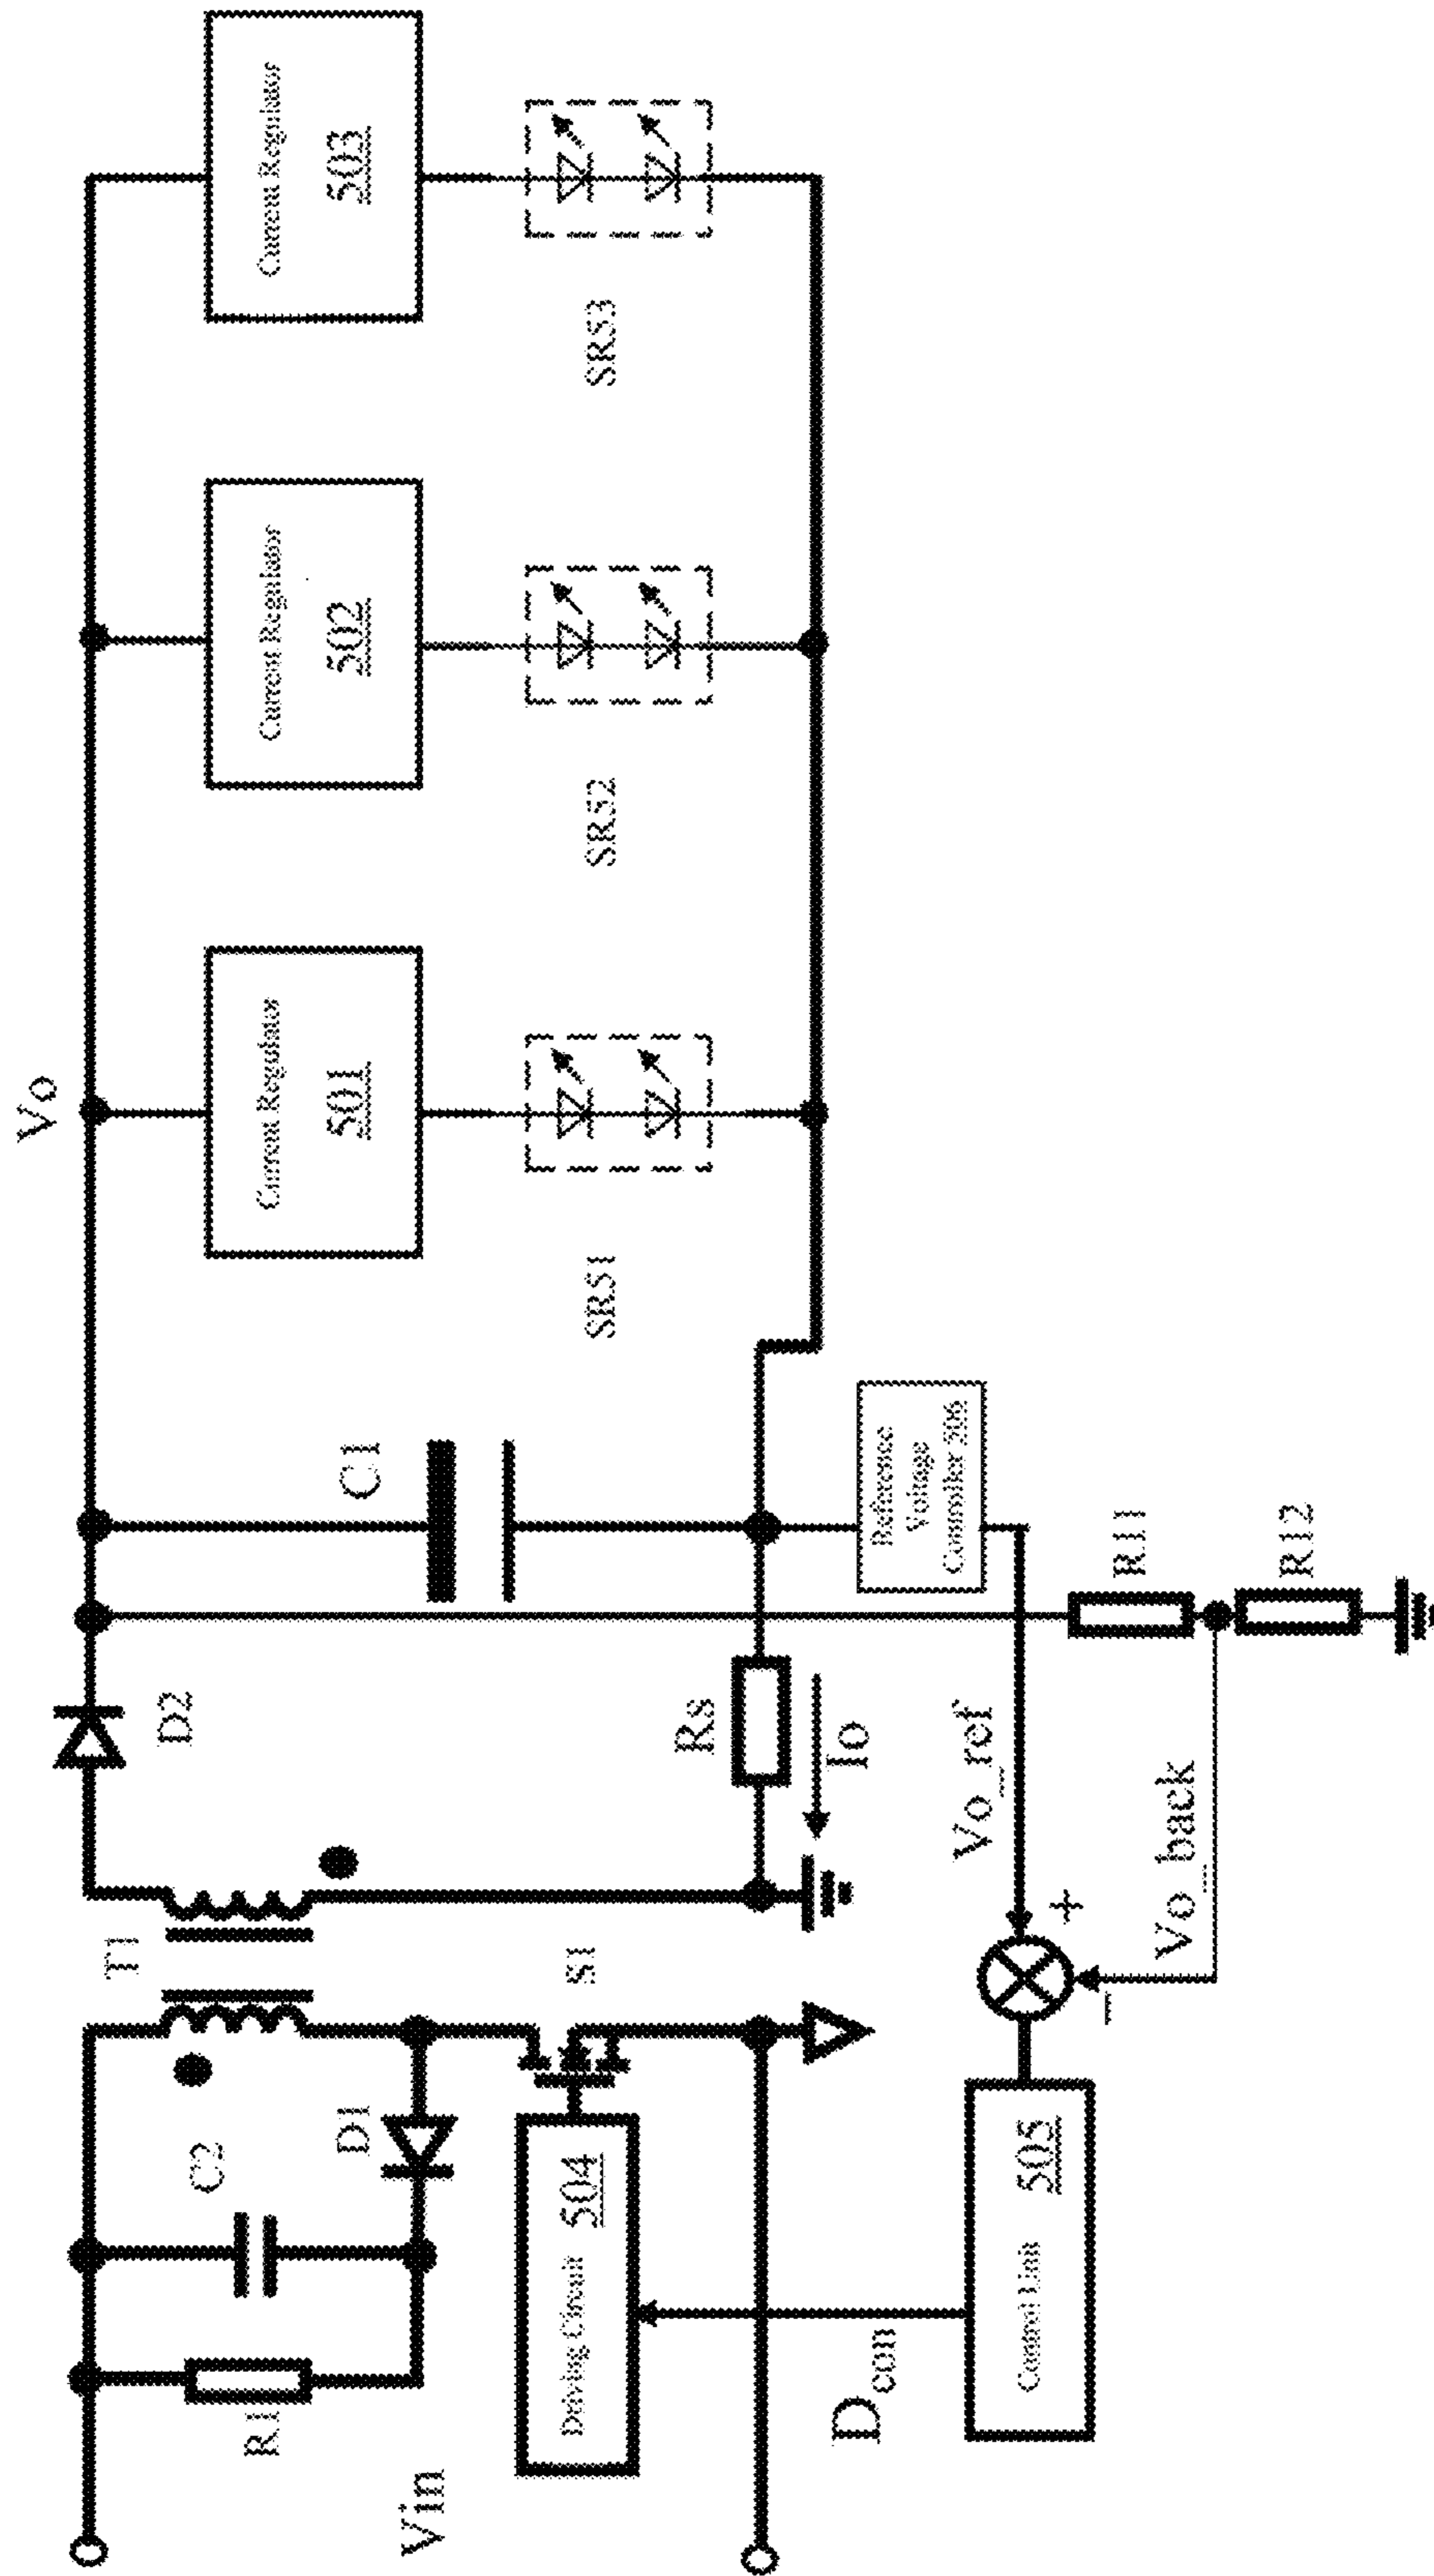 Vin
R1
C2
D1
T1
S1
Driving Circuit
504
D2
C1
Vo
Rs
Io
Current Regulator
501
Current Regulator
502
Current Regulator
503
SR51
SR52
SR53
Reference
Voltage
Controller 506
Dcon
Control Unit
505
+
−
Vo_ref
Vo_back
R11
R12